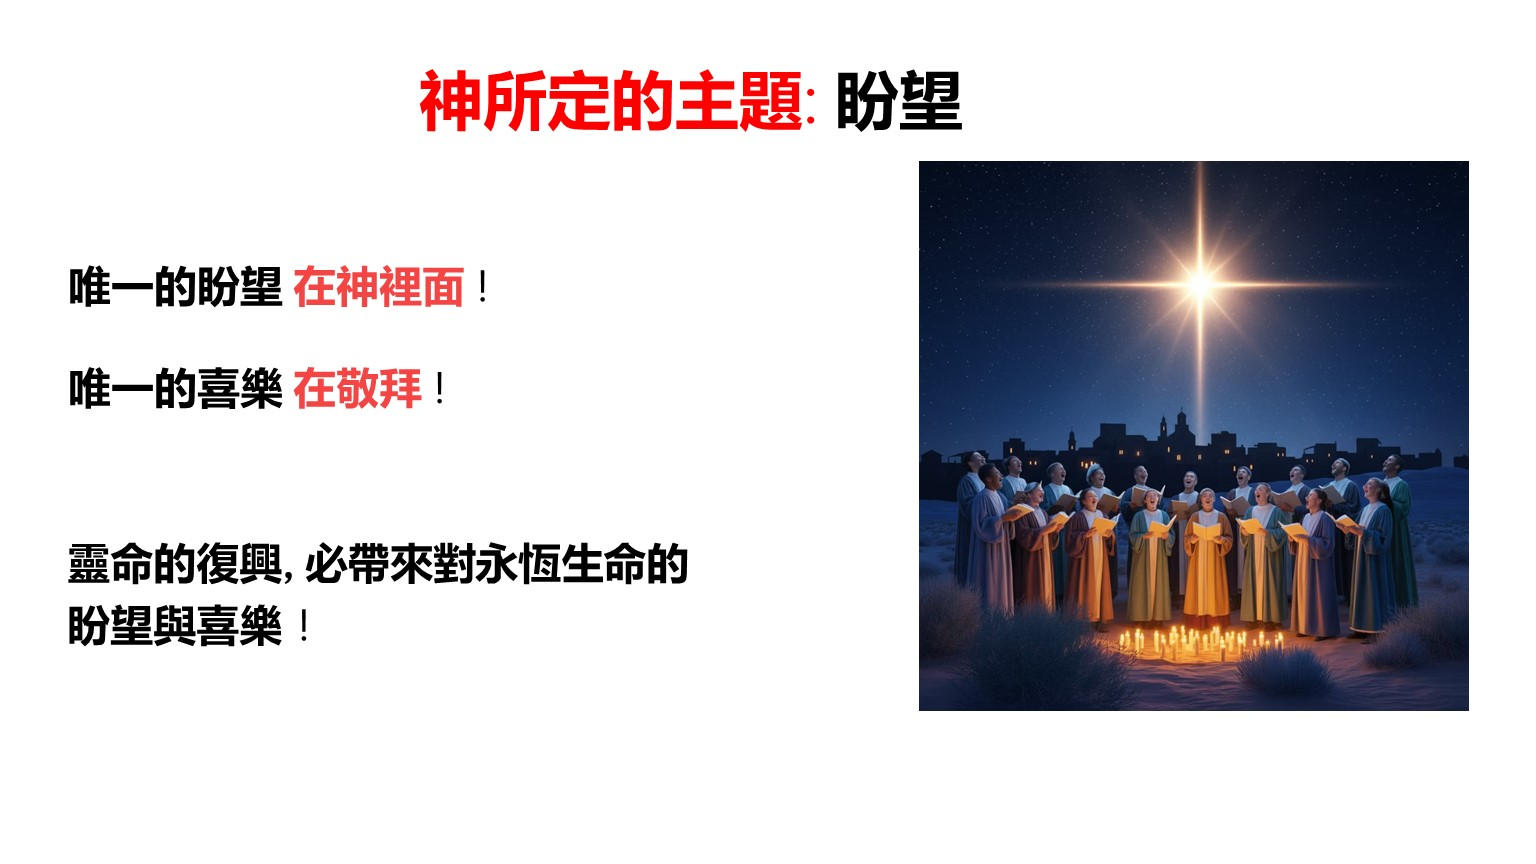 神所定的主題: 盼望
唯一的盼望 在神裡面！
唯一的喜樂 在敬拜！
靈命的復興, 必帶來對永恆生命的
盼望與喜樂！